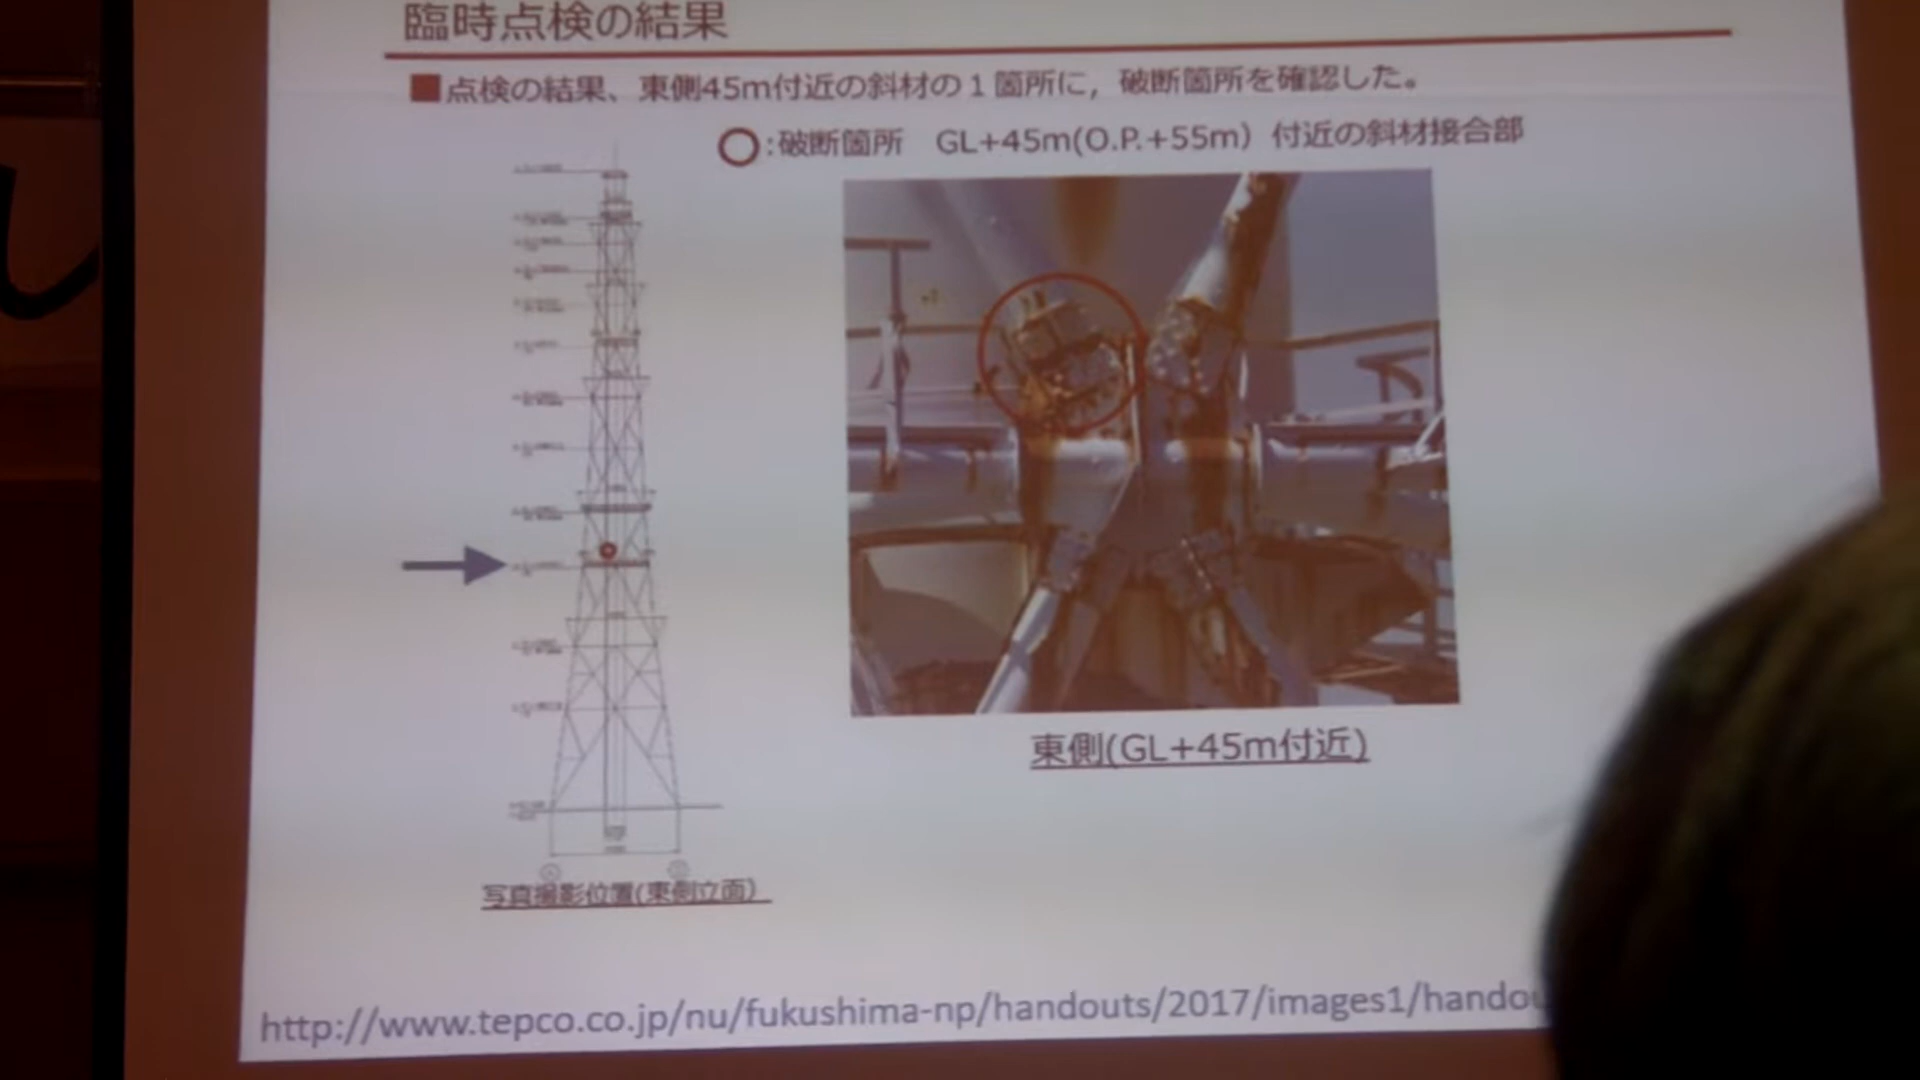 臨時点検の結果
■点検の結果、東側45m付近の斜材の1箇所に，破断箇所を確認した。
○:破断箇所 GL+45m(O.P.+55m）付近の斜材接合部
東側(GL+45m付近)
写真撮影位置(東側立面)
http://www.tepco.co.jp/nu/fukushima-np/handouts/2017/images1/handou